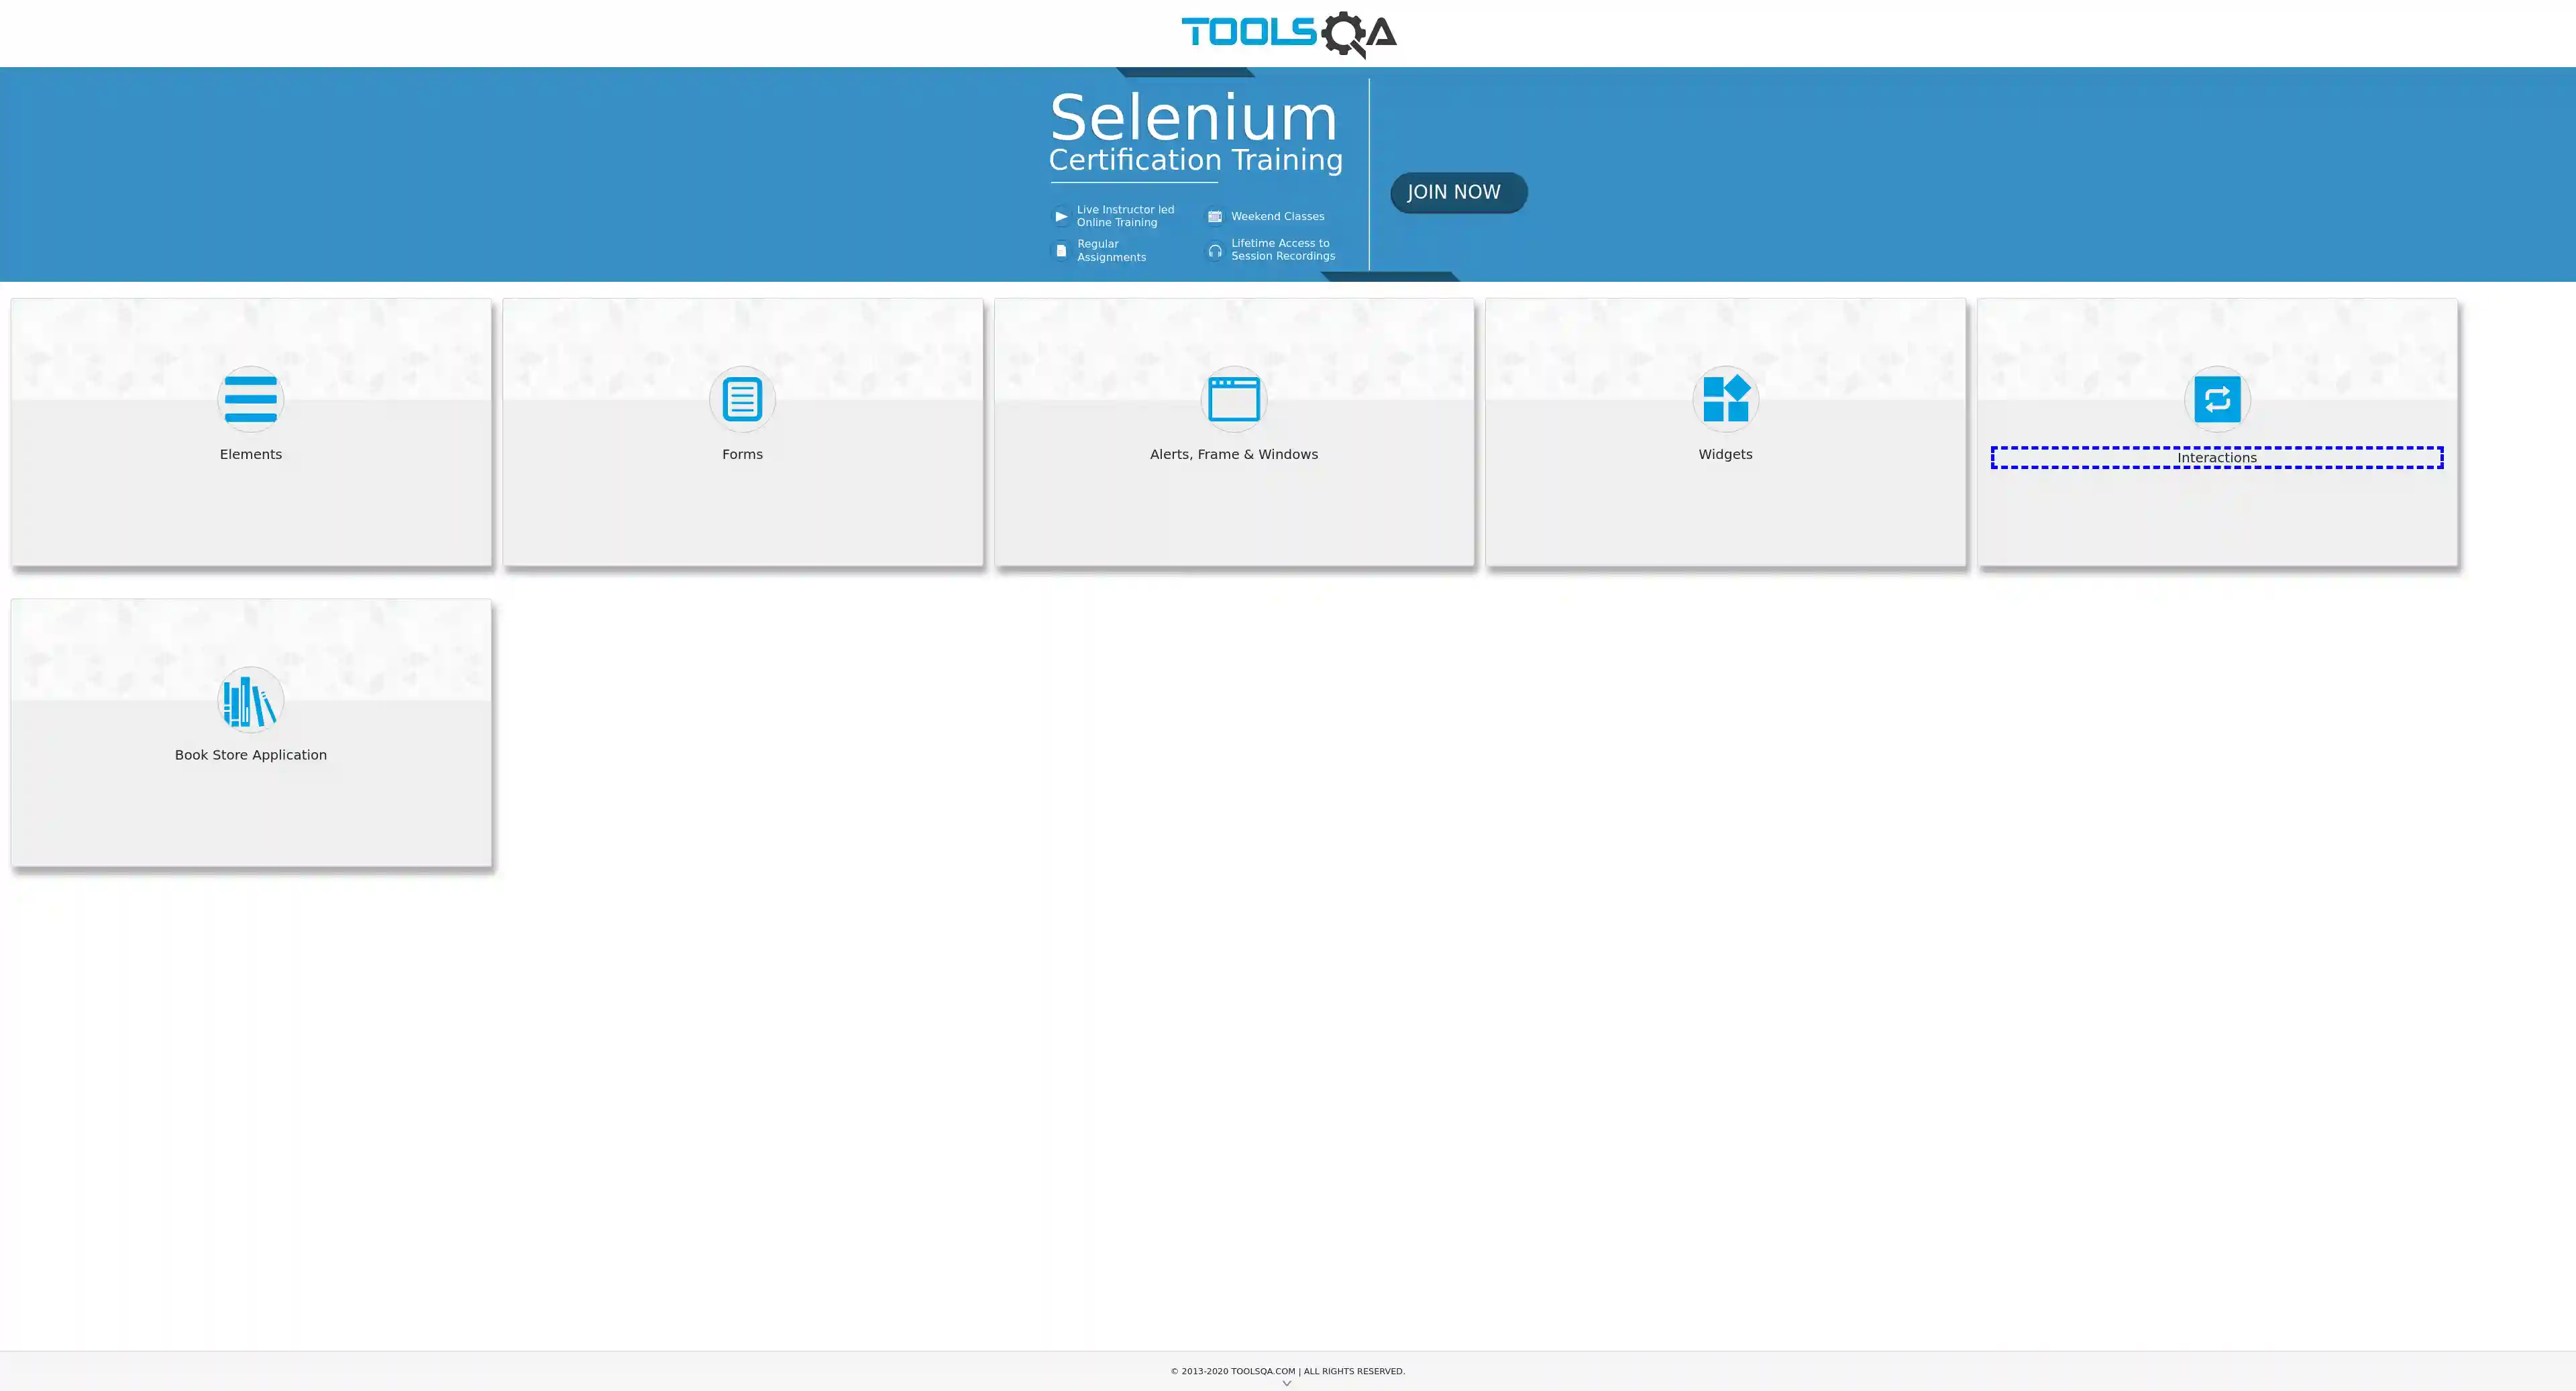 TOOLSQA
Selenium
Certification Training
Live Instructor led
Online Training
Weekend Classes
Regular
Assignments
Lifetime Access to
Session Recordings
JOIN NOW
Elements
Forms
Alerts, Frame & Windows
Widgets
Interactions
Book Store Application
© 2013-2020 TOOLSQA.COM | ALL RIGHTS RESERVED.